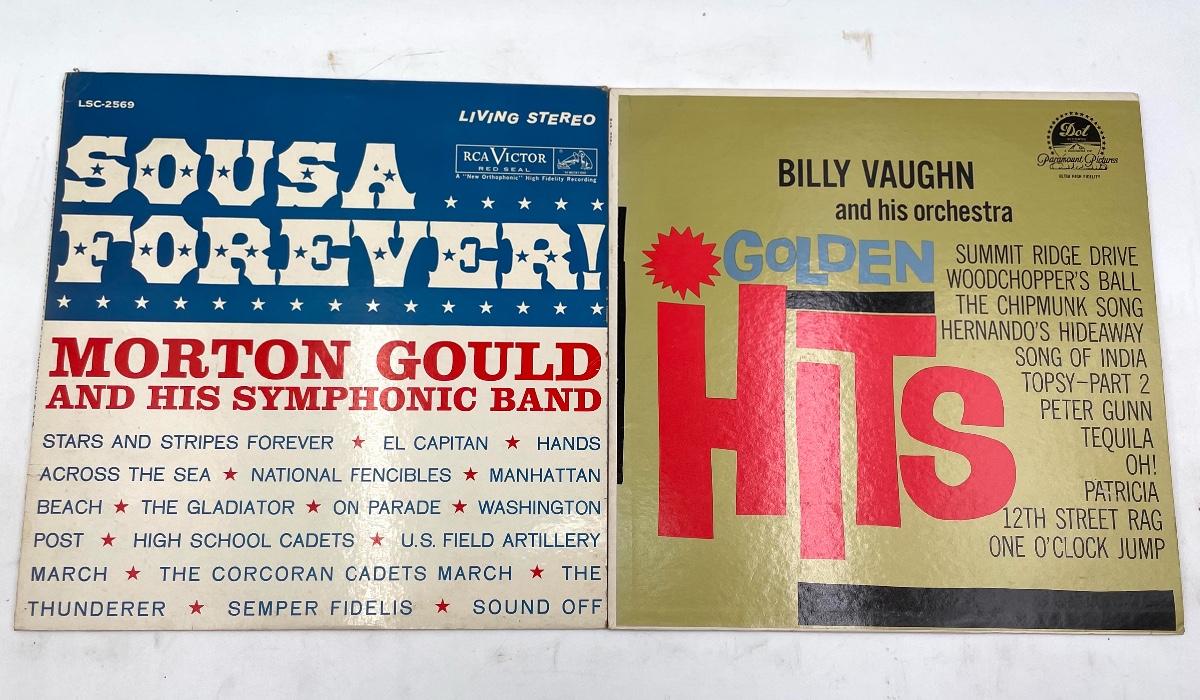 LSC-2569
LIVING STEREO
SOUSA
RCA VICTOR
RED SEAL
A "New Orthophonic" High Fidelity Recording
FOREVER!
MORTON GOULD
AND HIS SYMPHONIC BAND
STARS AND STRIPES FOREVER ★ EL CAPITAN ★ HANDS
ACROSS THE SEA ★ NATIONAL FENCIBLES ★ MANHATTAN
BEACH ★ THE GLADIATOR ★ ON PARADE ★ WASHINGTON
POST ★ HIGH SCHOOL CADETS ★ U.S. FIELD ARTILLERY
MARCH ★ THE CORCORAN CADETS MARCH ★ THE
THUNDERER ★ SEMPER FIDELIS ★ SOUND OFF
Dot
Paramount Pictures
ULTRA HIGH FIDELITY
BILLY VAUGHN
and his orchestra
GOLDEN
HITS
SUMMIT RIDGE DRIVE
WOODCHOPPER'S BALL
THE CHIPMUNK SONG
HERNANDO'S HIDEAWAY
SONG OF INDIA
TOPSY-PART 2
PETER GUNN
TEQUILA
OH!
PATRICIA
12TH STREET RAG
ONE O'CLOCK JUMP